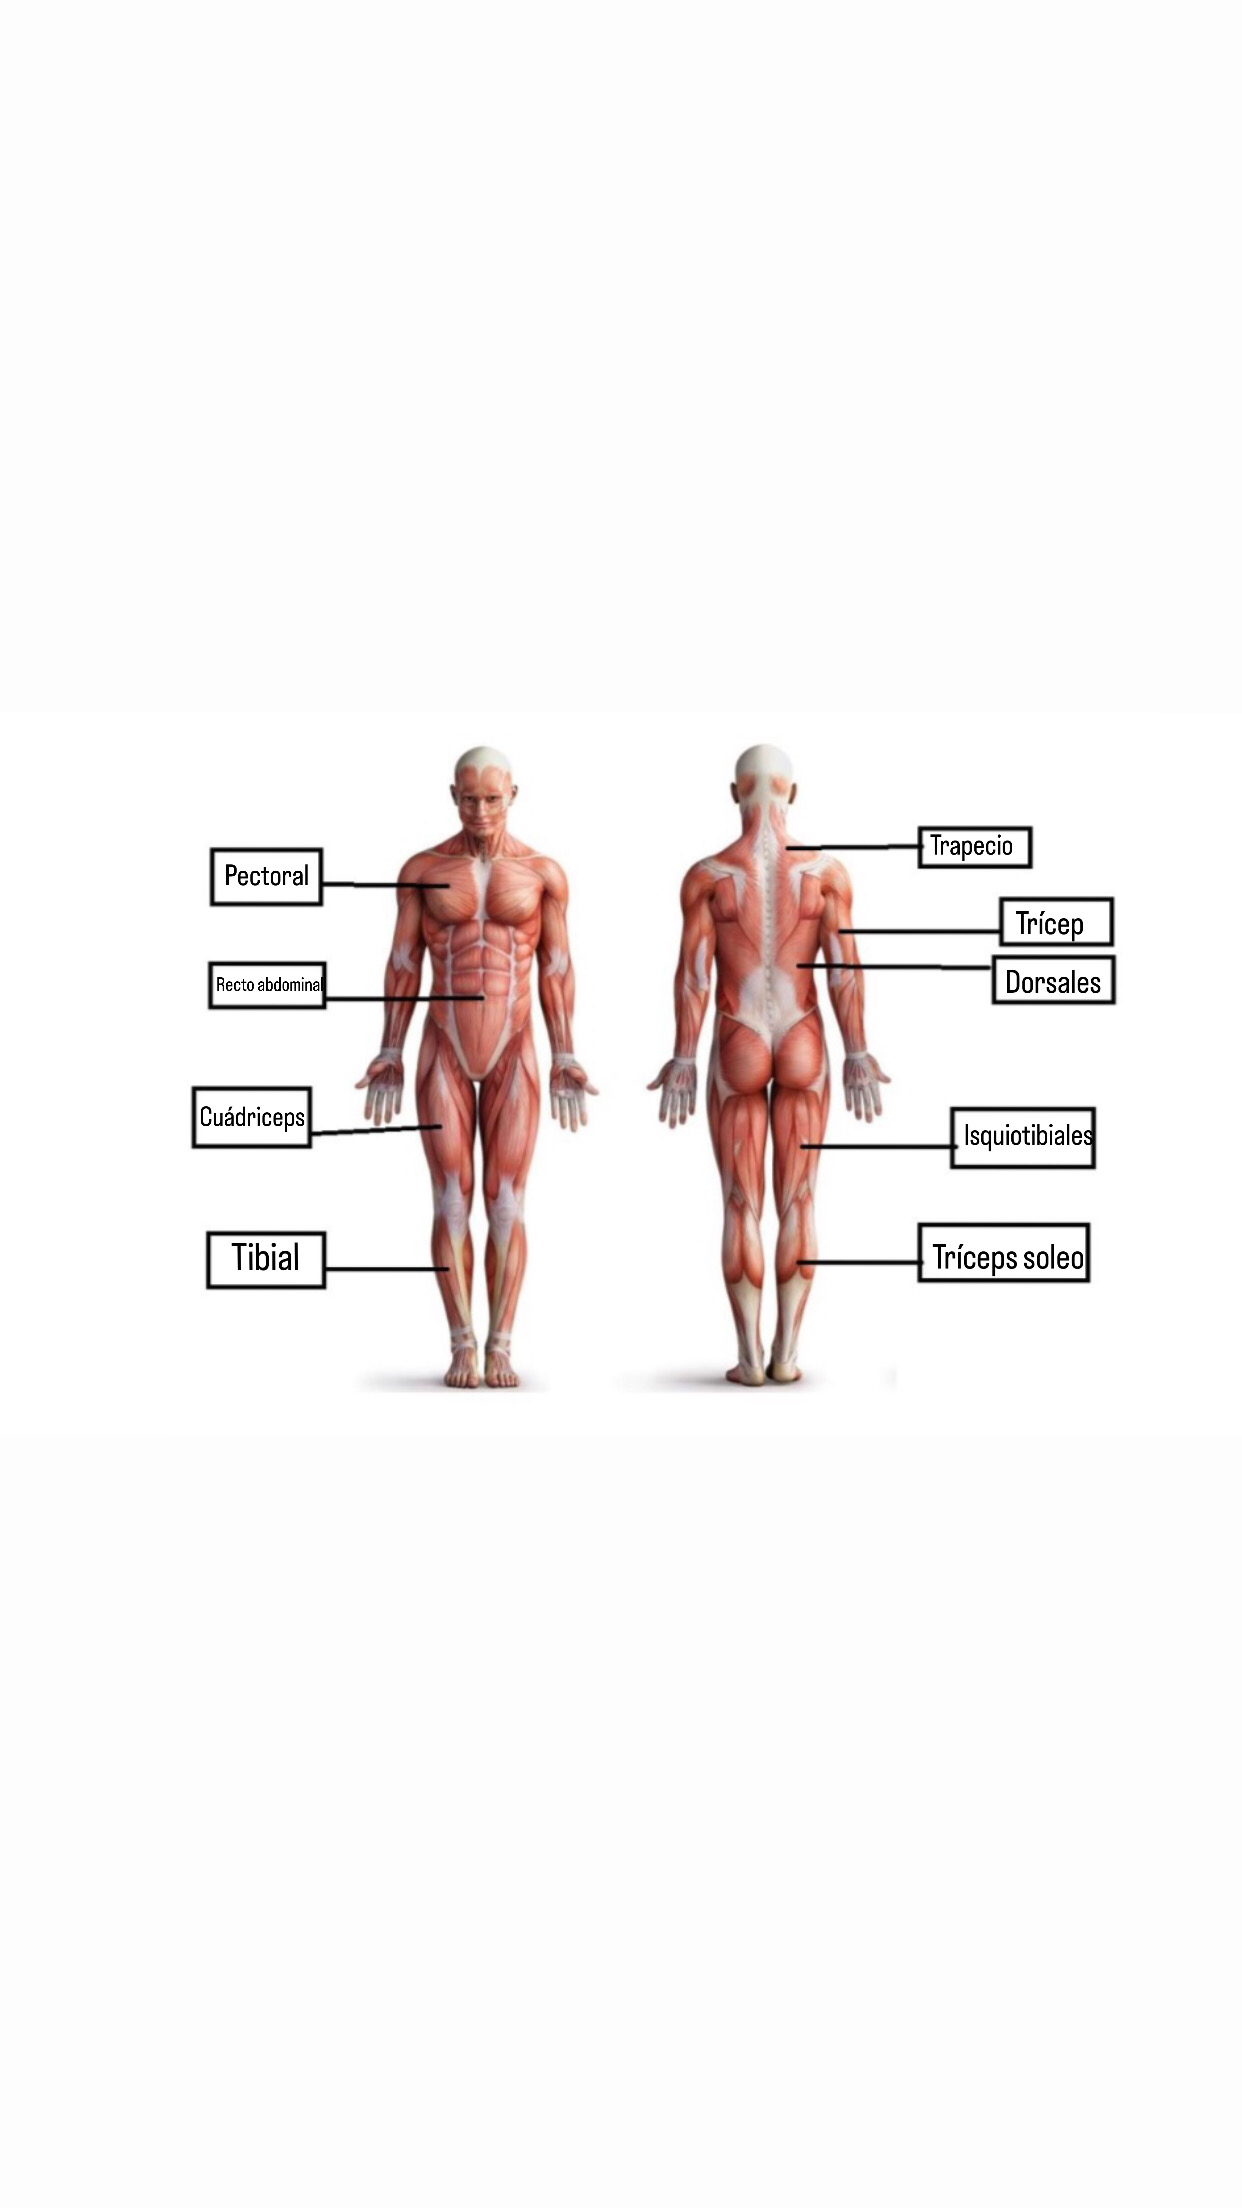 Pectoral
Recto abdominal
Cuádriceps
Tibial
Trapecio
Trícep
Dorsales
Isquiotibiales
Tríceps soleo